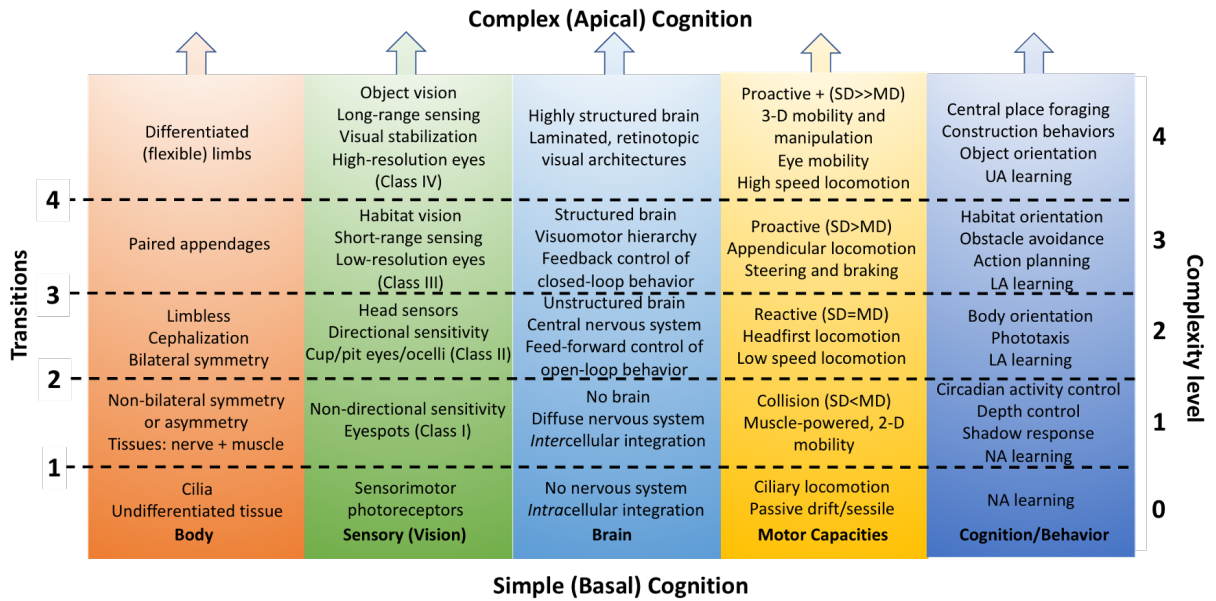 Complex (Apical) Cognition
Differentiated
(flexible) limbs
Object vision
Long-range sensing
Visual stabilization
High-resolution eyes
(Class IV)
Highly structured brain
Laminated, retinotopic
visual architectures
Proactive + (SD>>MD)
3-D mobility and
manipulation
Eye mobility
High speed locomotion
Central place foraging
Construction behaviors
Object orientation
UA learning
4
4
Paired appendages
Habitat vision
Short-range sensing
Low-resolution eyes
(Class III)
Structured brain
Visuomotor hierarchy
Feedback control of
closed-loop behavior
Proactive (SD>MD)
Appendicular locomotion
Steering and braking
Habitat orientation
Obstacle avoidance
Action planning
LA learning
3
3
Limbless
Cephalization
Bilateral symmetry
Head sensors
Directional sensitivity
Cup/pit eyes/ocelli (Class II)
Unstructured brain
Central nervous system
Feed-forward control of
open-loop behavior
Reactive (SD=MD)
Headfirst locomotion
Low speed locomotion
Body orientation
Phototaxis
LA learning
2
2
Non-bilateral symmetry
or asymmetry
Tissues: nerve + muscle
Non-directional sensitivity
Eyespots (Class I)
No brain
Diffuse nervous system
Intercellular integration
Collision (SD<MD)
Muscle-powered, 2-D
mobility
Circadian activity control
Depth control
Shadow response
NA learning
1
1
Cilia
Undifferentiated tissue
Body
Sensorimotor
photoreceptors
Sensory (Vision)
No nervous system
Intracellular integration
Brain
Ciliary locomotion
Passive drift/sessile
Motor Capacities
NA learning
Cognition/Behavior
0
Transitions
Complexity level
Simple (Basal) Cognition